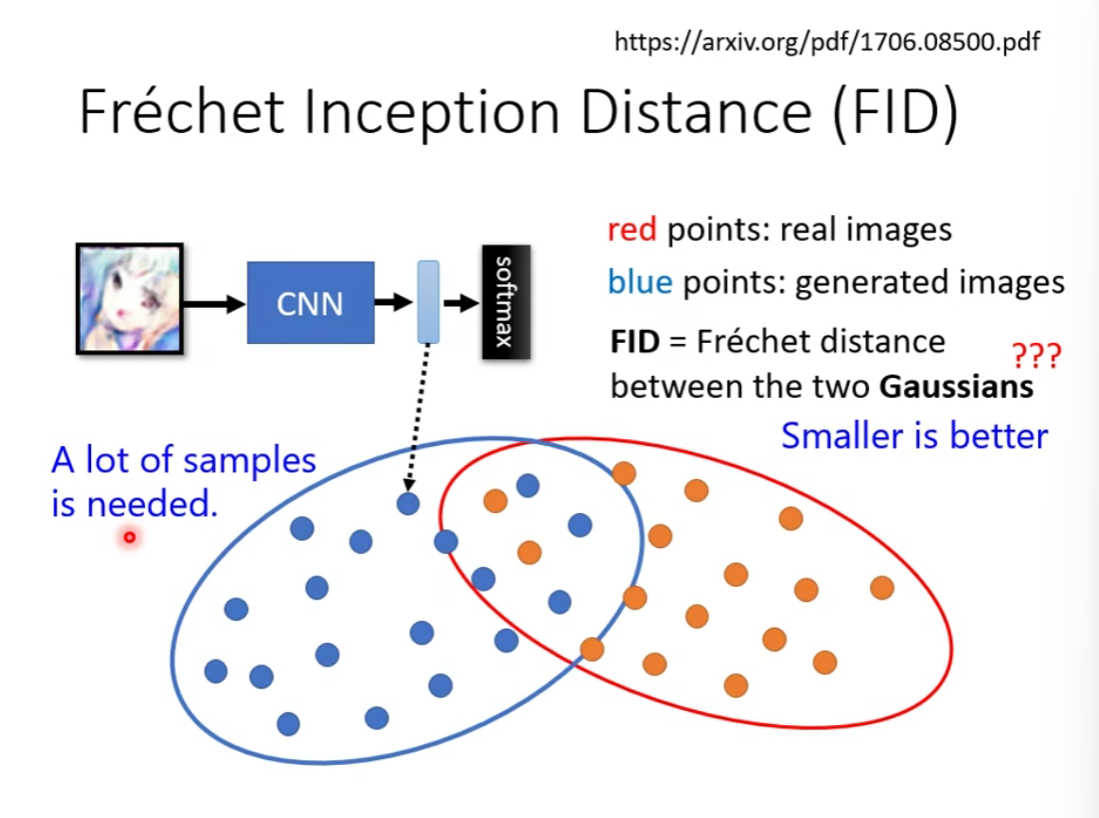 https://arxiv.org/pdf/1706.08500.pdf
Fréchet Inception Distance (FID)
CNN
softmax
red points: real images
blue points: generated images
FID = Fréchet distance
???
between the two Gaussians
Smaller is better
A lot of samples
is needed.